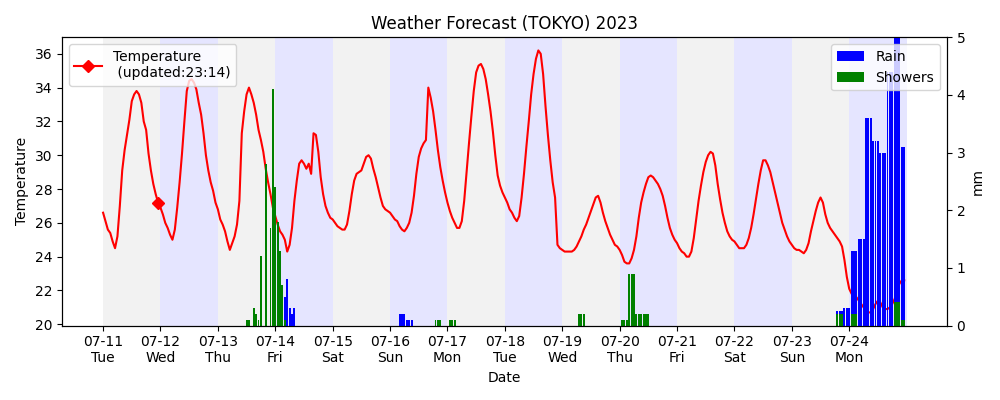 Weather Forecast (TOKYO) 2023
Temperature
(updated:23:14)
Rain
Showers
Temperature
36
34
32
30
28
26
24
22
20
5
4
3
2
1
0
mm
07-11 07-12 07-13 07-14 07-15 07-16 07-17 07-18 07-19 07-20 07-21 07-22 07-23 07-24
Tue Wed Thu Fri Sat Sun Mon Tue Wed Thu Fri Sat Sun Mon
Date